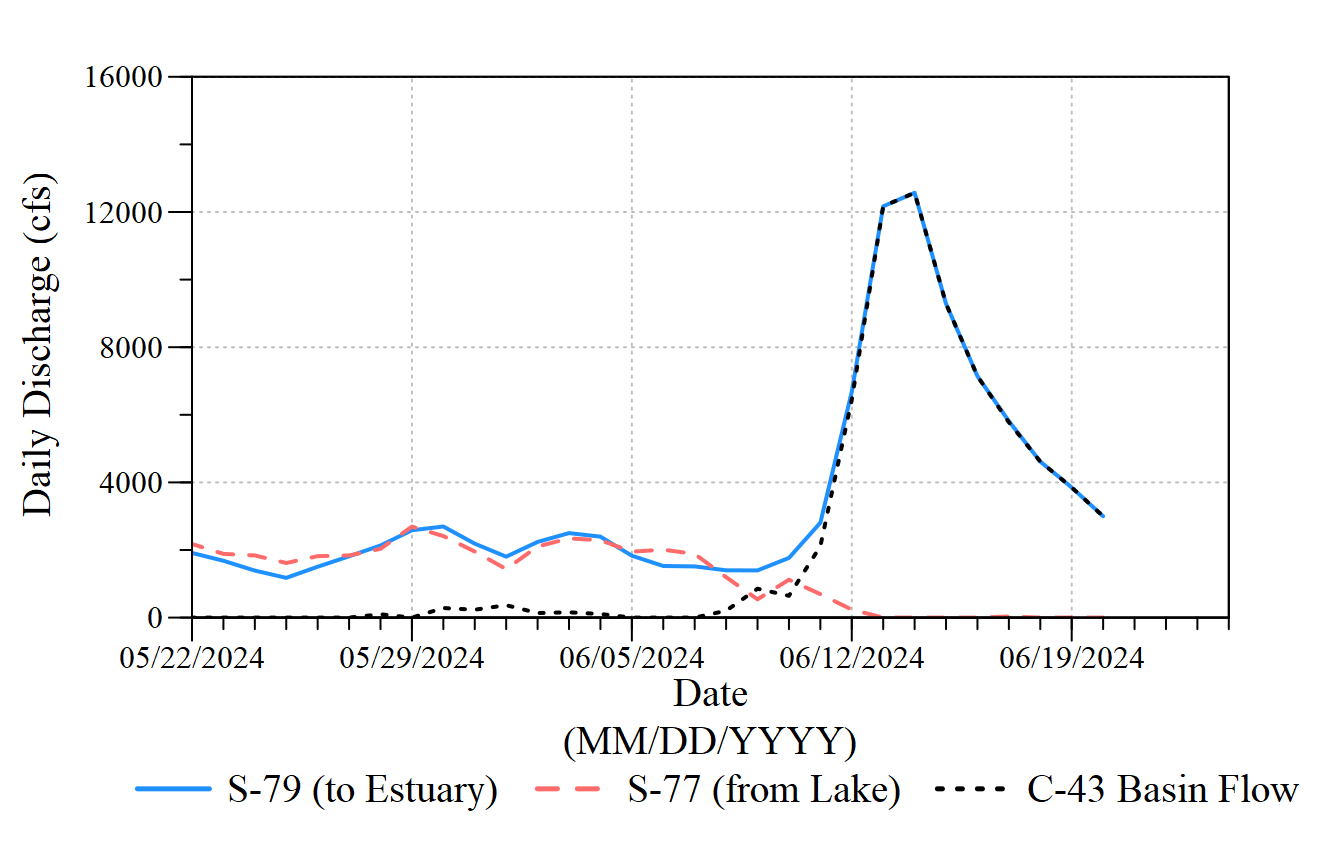 16000
12000
8000
4000
0
Daily Discharge (cfs)
05/22/2024 05/29/2024 06/05/2024 06/12/2024 06/19/2024
Date
(MM/DD/YYYY)
S-79 (to Estuary) S-77 (from Lake) C-43 Basin Flow